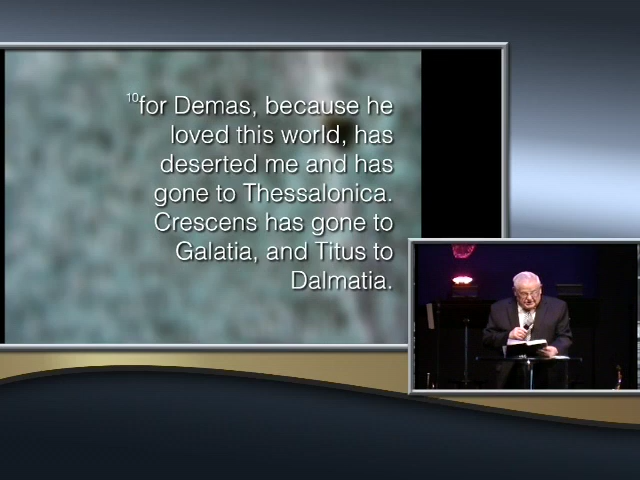 10for Demas, because he
loved this world, has
deserted me and has
gone to Thessalonica.
Crescens has gone to
Galatia, and Titus to
Dalmatia.